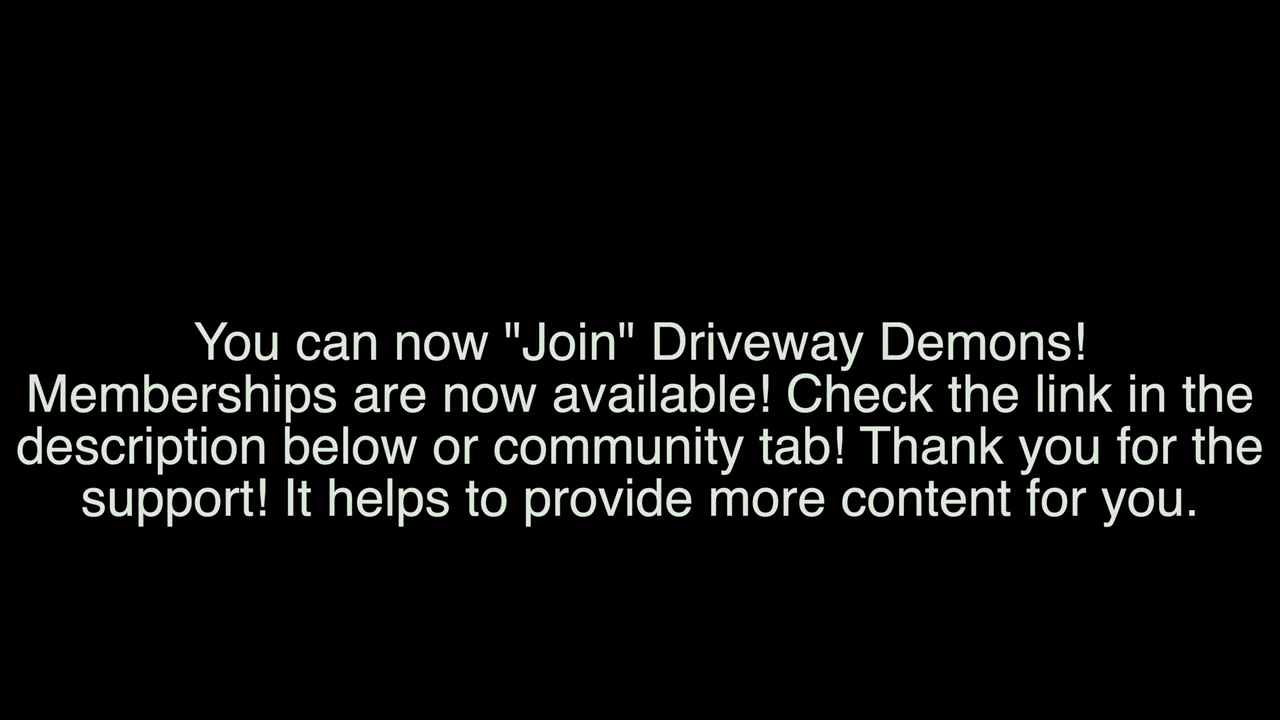 You can now "Join" Driveway Demons!
Memberships are now available! Check the link in the
description below or community tab! Thank you for the
support! It helps to provide more content for you.